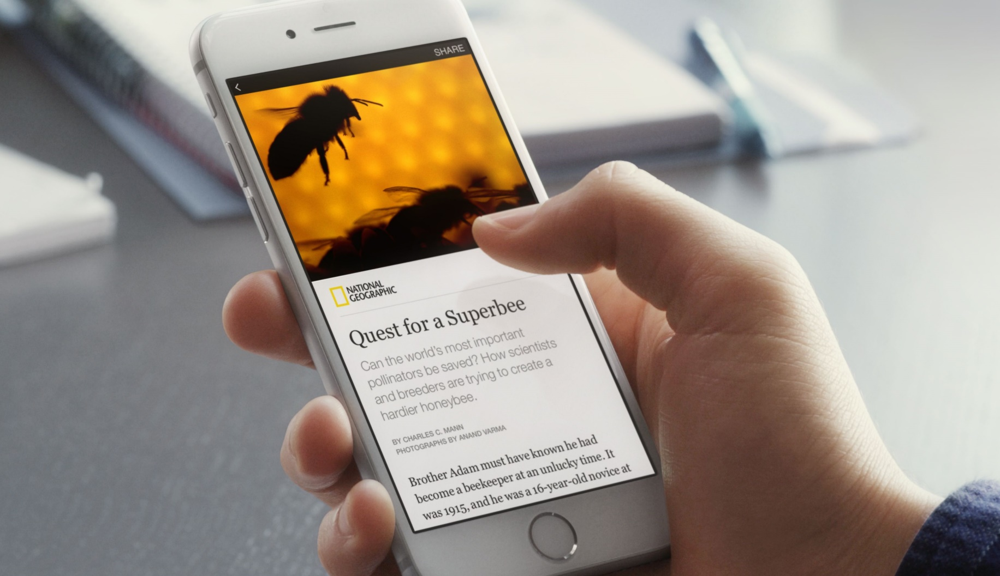 SHARE
NATIONAL
GEOGRAPHIC
Quest for a Superbee
Can the world's most important
pollinators be saved? How scientists
and breeders are trying to create a
hardier honeybee.
BY CHARLES C. MANN
PHOTOGRAPHS BY ANAND VARMA
Brother Adam must have known he had
become a beekeeper at an unlucky time. It
was 1915, and he was a 16-year-old novice at